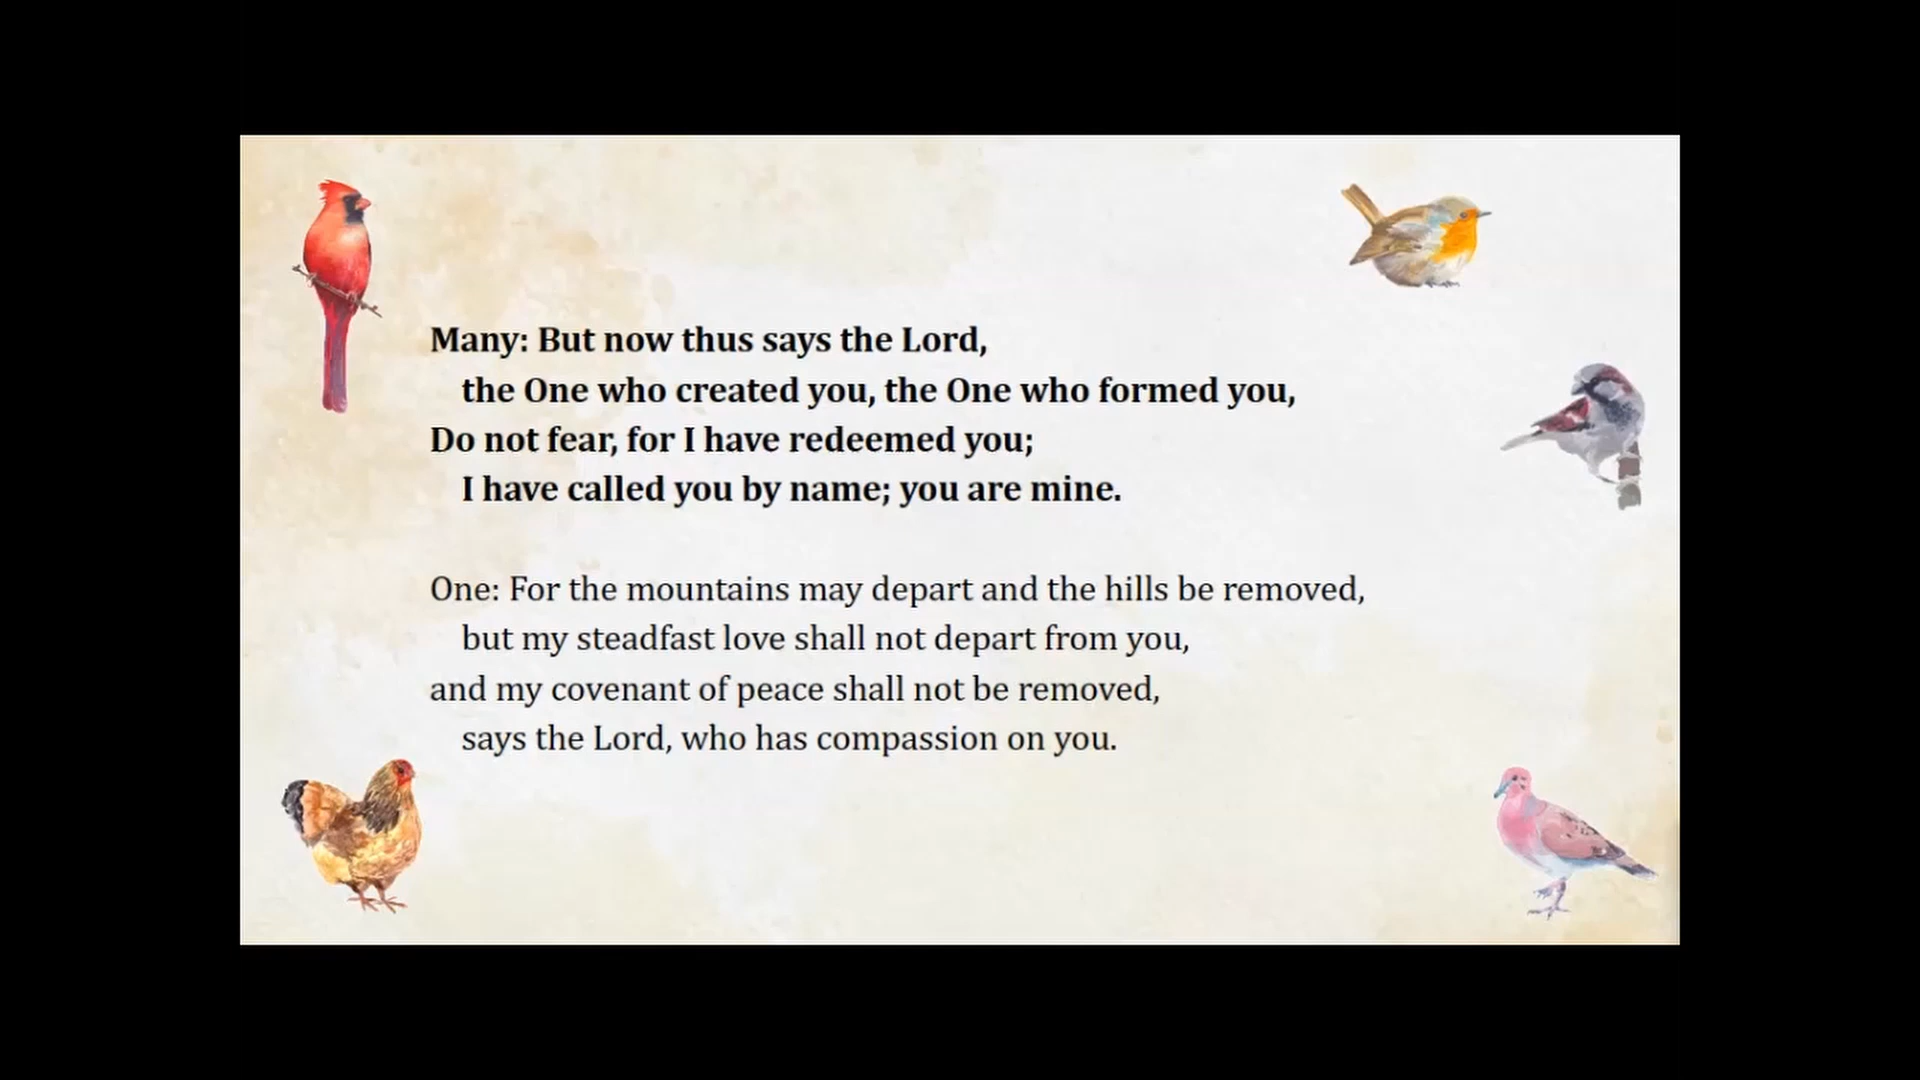 Many: But now thus says the Lord,
the One who created you, the One who formed you,
Do not fear, for I have redeemed you;
I have called you by name; you are mine.
One: For the mountains may depart and the hills be removed,
but my steadfast love shall not depart from you,
and my covenant of peace shall not be removed,
says the Lord, who has compassion on you.